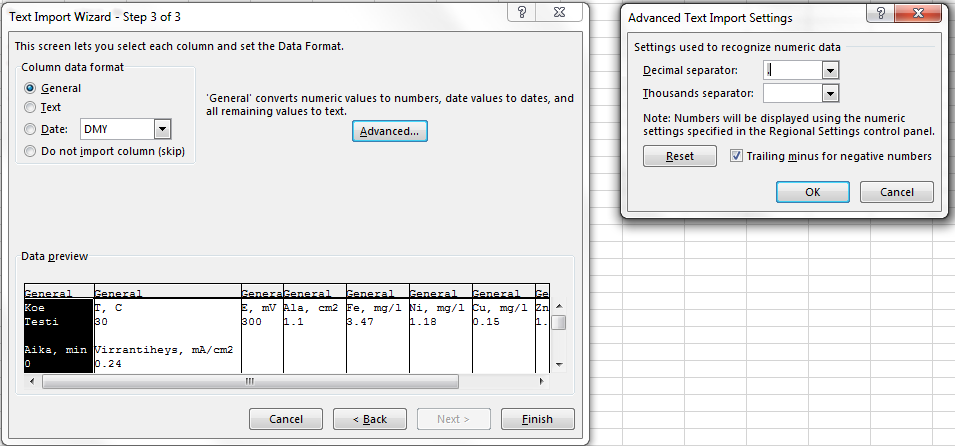 Text Import Wizard - Step 3 of 3
This screen lets you select each column and set the Data Format.
Column data format
General
Text
Date: DMY
Do not import column (skip)
'General' converts numeric values to numbers, date values to dates, and
all remaining values to text.
Advanced...
Data preview
General General Genera General General General General Ge
Koe T, C E, mV Ala, cm2 Fe, mg/l Ni, mg/l Cu, mg/l Zn
Testi 30 300 1.1 3.47 1.18 0.15 1.
Aika, min Virrantiheys, mA/cm2
0 0.24
Cancel < Back Next > Finish
Advanced Text Import Settings
Settings used to recognize numeric data
Decimal separator: .
Thousands separator:
Note: Numbers will be displayed using the numeric
settings specified in the Regional Settings control panel.
Reset Trailing minus for negative numbers
OK Cancel